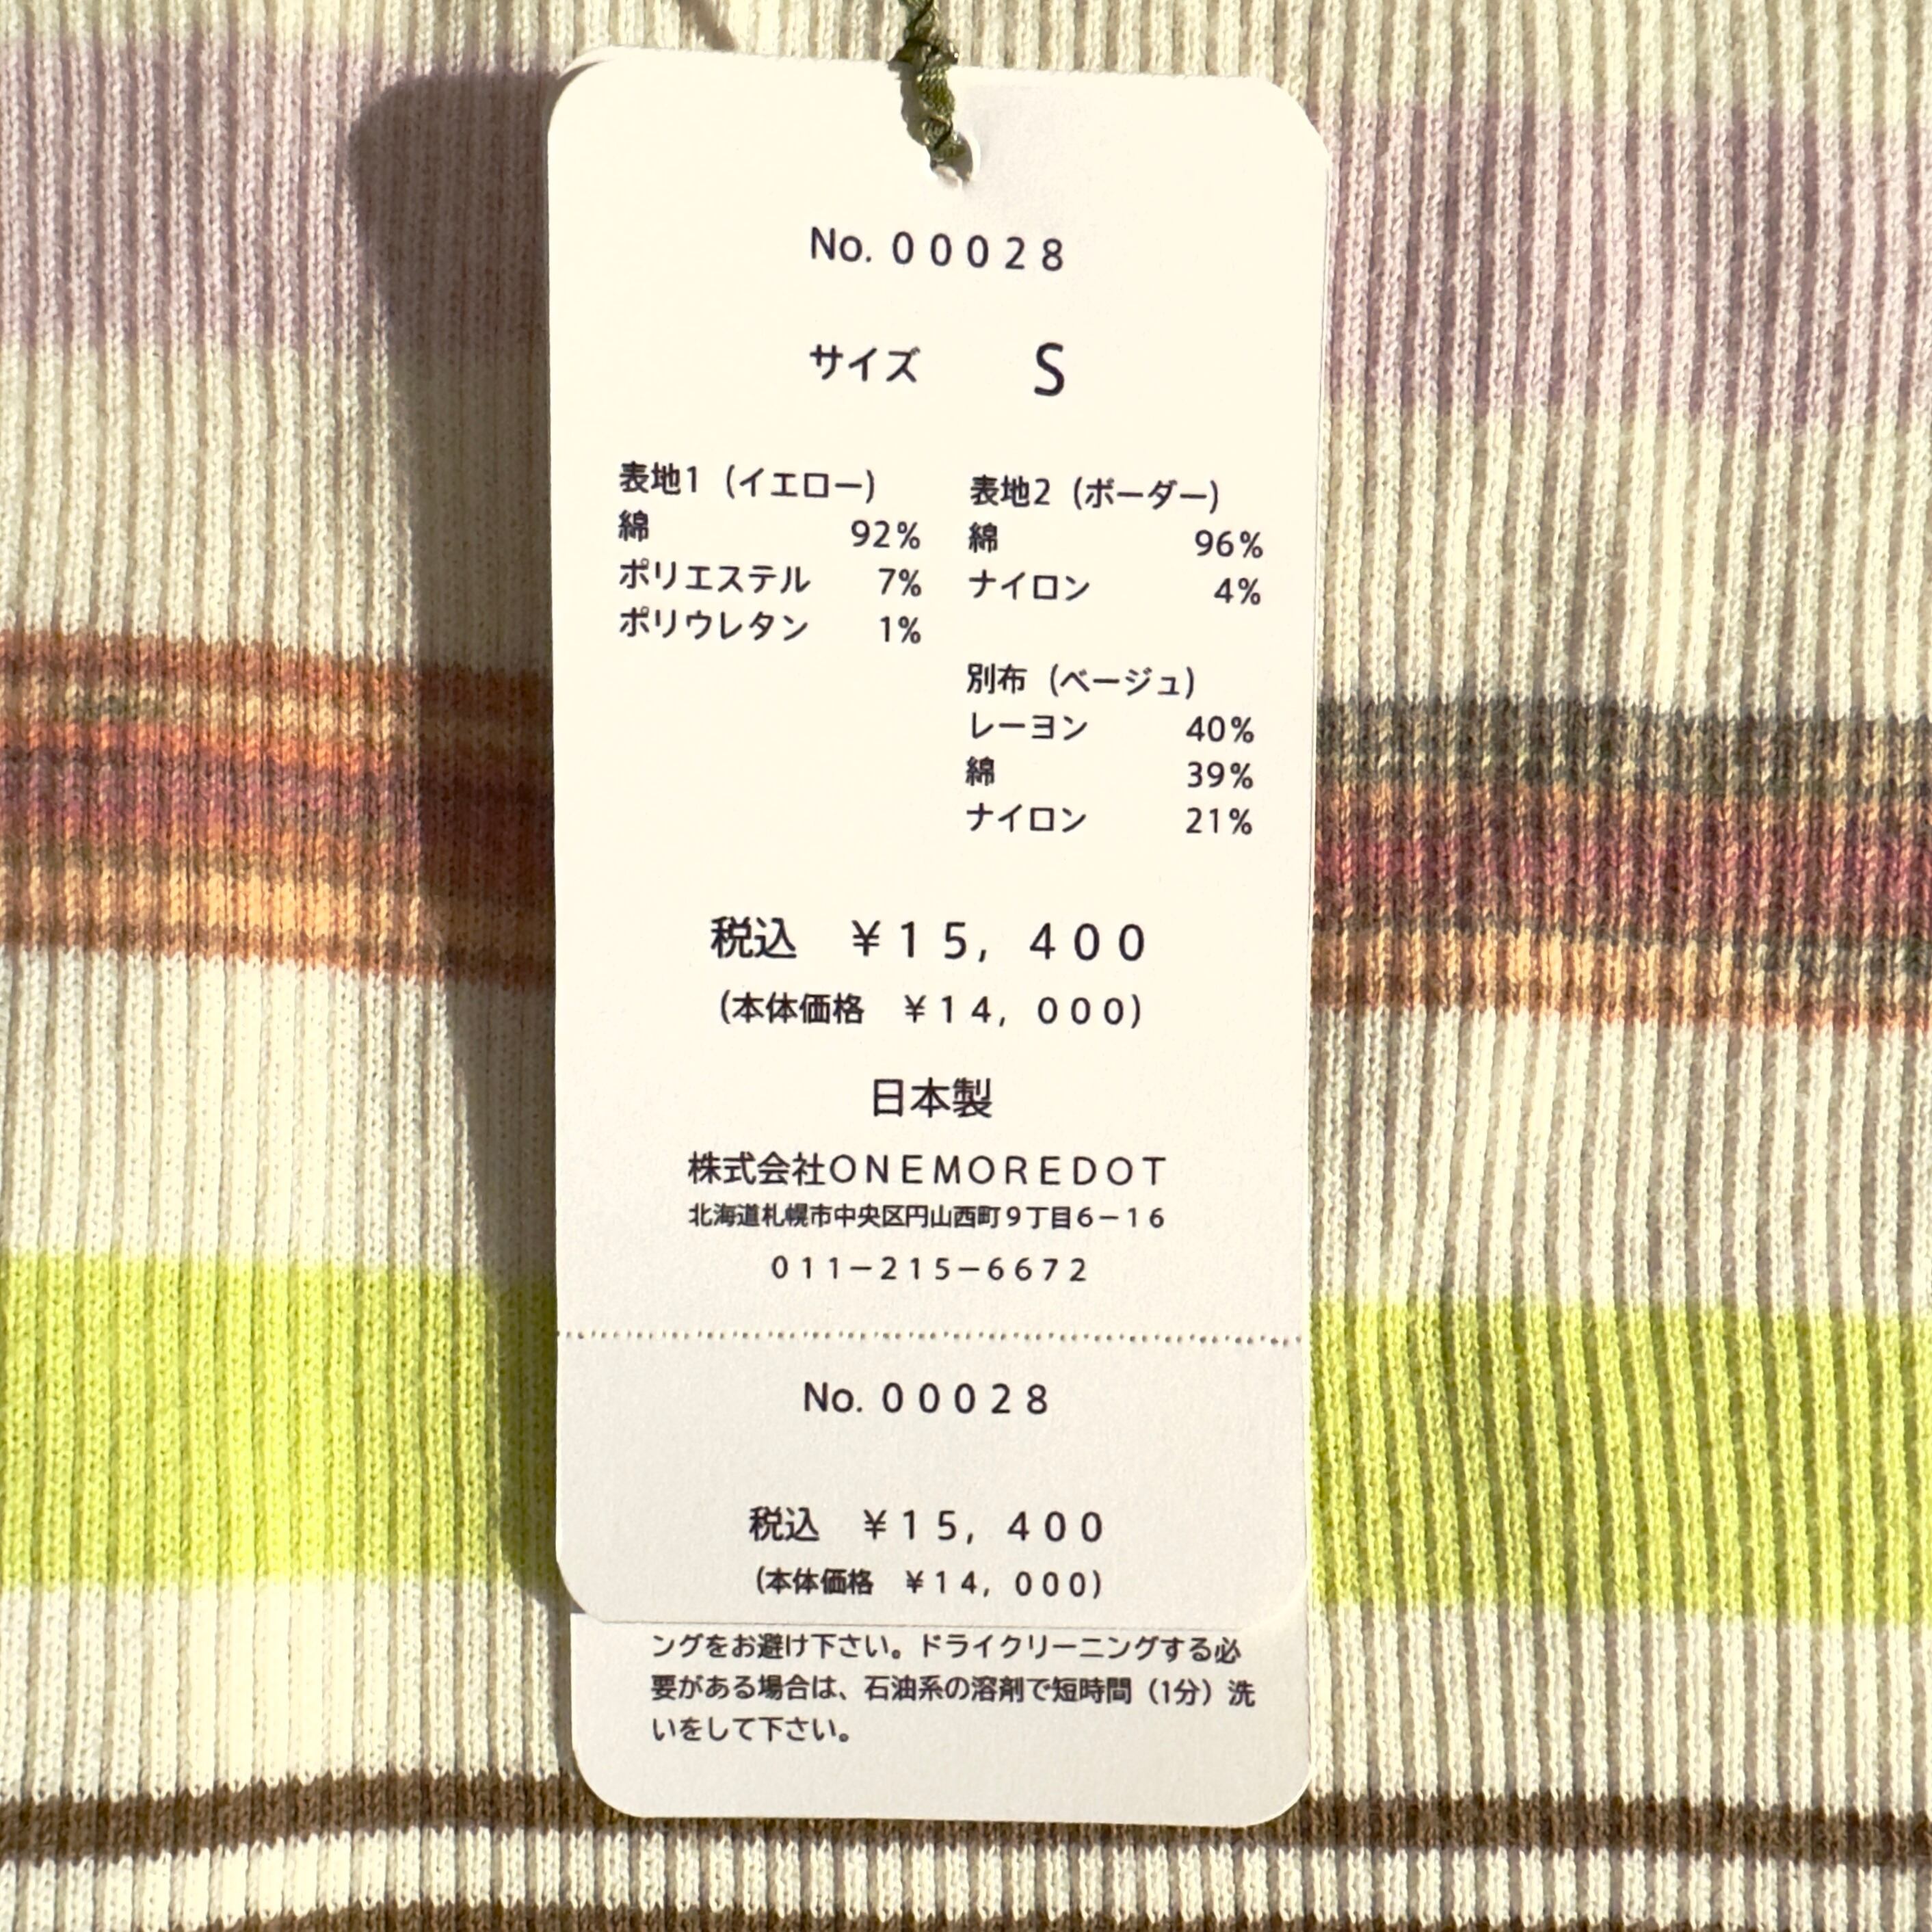 No. 00028
サイズ S
表地1（イエロー）
綿 92%
ポリエステル 7%
ポリウレタン 1%
表地2（ボーダー）
綿 96%
ナイロン 4%
別布（ベージュ）
レーヨン 40%
綿 39%
ナイロン 21%
税込 ¥15,400
（本体価格 ¥14,000）
日本製
株式会社ONEMOREDOT
北海道札幌市中央区円山西町9丁目6−16
011−215−6672
No. 00028
税込 ¥15,400
（本体価格 ¥14,000）
ングをお避け下さい。ドライクリーニングする必
要がある場合は、石油系の溶剤で短時間（1分）洗
いをして下さい。